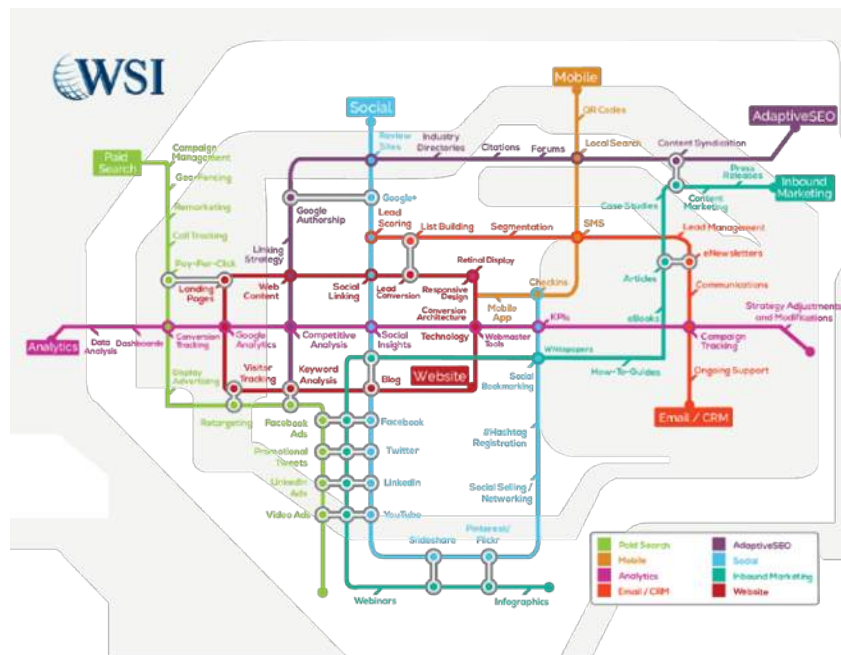 WSI
Mobile
Social
QR Codes
AdaptiveSEO
Review
Sites
Industry
Directories
Citations
Forums
Local Search
Content Syndication
Paid
Search
Campaign
Management
Geo-Fencing
Remarketing
Call Tracking
Pay-Per-Click
Press
Releases
Inbound
Marketing
Content
Marketing
Case Studies
Google+
Google
Authorship
Lead
Scoring
List Building
Segmentation
SMS
Lead Management
eNewsletters
Linking
Strategy
Retinal Display
Articles
Communications
Landing
Pages
Web
Content
Social
Linking
Lead
Conversion
Responsive
Design
Checkins
Mobile
App
Conversion
Architecture
eBooks
Strategy Adjustments
and Modifications
KPIs
Analytics
Data
Analysis
Dashboards
Conversion
Tracking
Google
Analytics
Competitive
Analysis
Social
Insights
Technology
Webmaster
Tools
Campaign
Tracking
Whitepapers
How-To-Guides
Ongoing Support
Display
Advertising
Visitor
Tracking
Keyword
Analysis
Blog
Website
Social
Bookmarking
Email / CRM
Retargeting
Facebook
Ads
Facebook
#Hashtag
Registration
Promotional
Tweets
Twitter
LinkedIn
Ads
LinkedIn
Social Selling /
Networking
Video Ads
YouTube
Slideshare
Pinterest/
Flickr
Webinars
Infographics
Paid Search
AdaptiveSEO
Mobile
Social
Analytics
Inbound Marketing
Email / CRM
Website